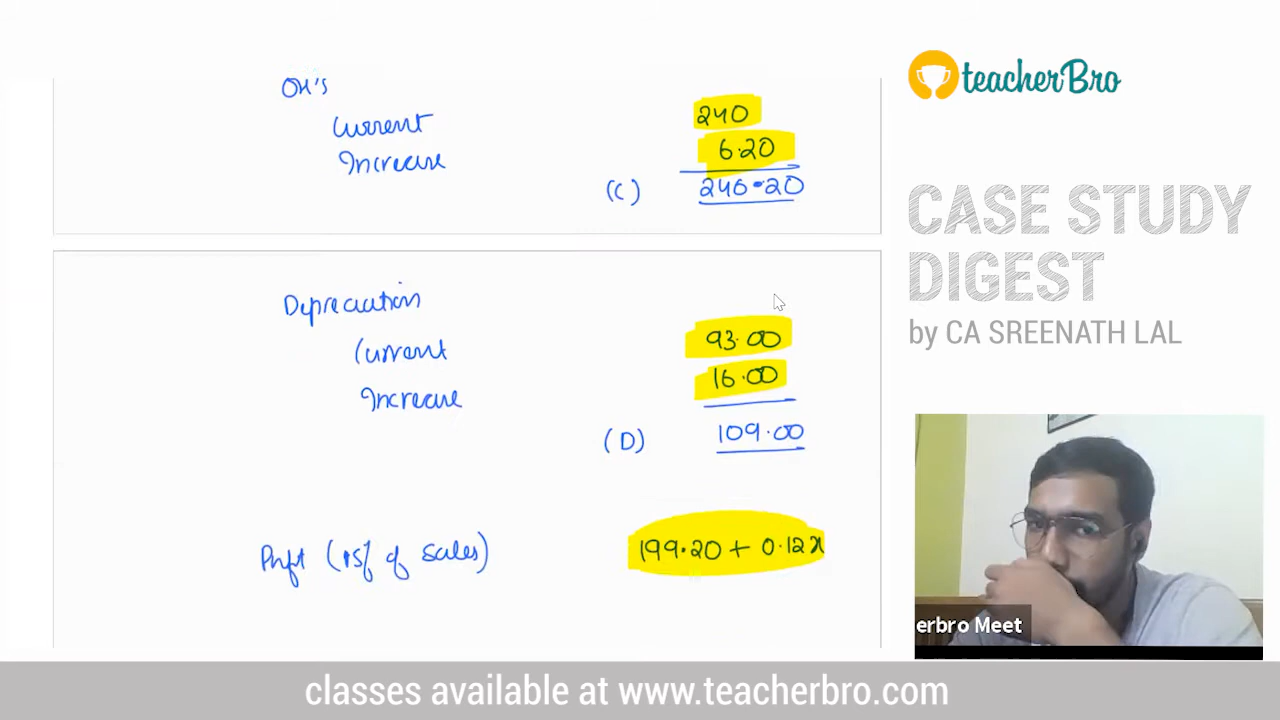 OH's
Current
Increase
240
6.20
(C) 246.20
Depreciation
Current
Increase
93.00
16.00
(D) 109.00
Profit (15% of sales) 199.20 + 0.12x
teacherBro
CASE STUDY
DIGEST
by CA SREENATH LAL
erbro Meet
classes available at www.teacherbro.com